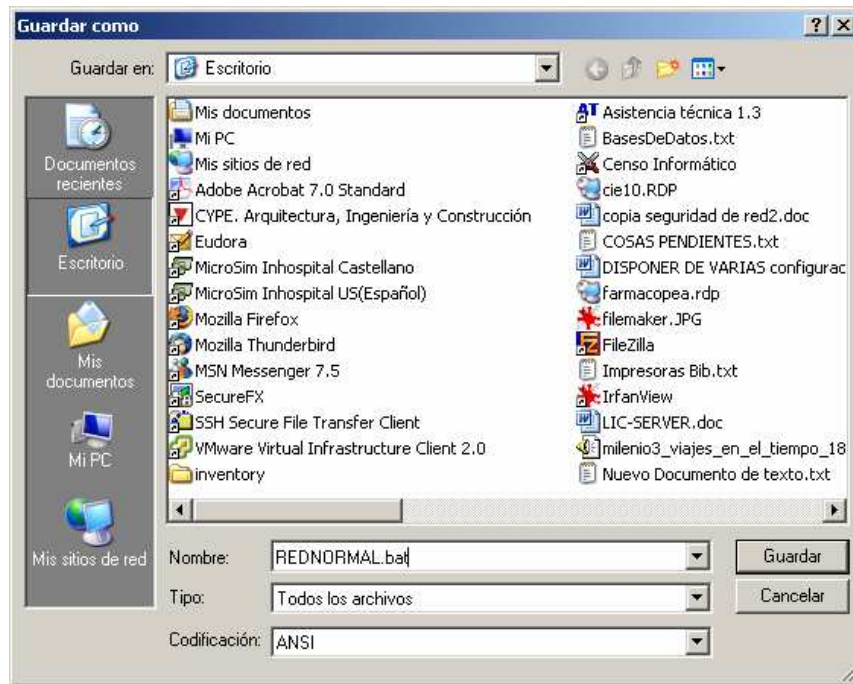 Guardar como
Guardar en: Escritorio
Documentos recientes
Escritorio
Mis documentos
Mi PC
Mis sitios de red
Mis documentos
Mi PC
Mis sitios de red
Adobe Acrobat 7.0 Standard
CYPE. Arquitectura, Ingeniería y Construcción
Eudora
MicroSim Inhospital Castellano
MicroSim Inhospital US(Español)
Mozilla Firefox
Mozilla Thunderbird
MSN Messenger 7.5
SecureFX
SSH Secure File Transfer Client
VMware Virtual Infrastructure Client 2.0
inventory
Asistencia técnica 1.3
BasesDeDatos.txt
Censo Informático
cie10.RDP
copia seguridad de red2.doc
COSAS PENDIENTES.txt
DISPONER DE VARIAS configurac
farmacopea.rdp
filemaker.JPG
FileZilla
Impresoras Bib.txt
IrfanView
LIC-SERVER.doc
milenio3_viajes_en_el_tiempo_18
Nuevo Documento de texto.txt
Nombre: REDNORMAL.bat
Guardar
Tipo: Todos los archivos
Cancelar
Codificación: ANSI